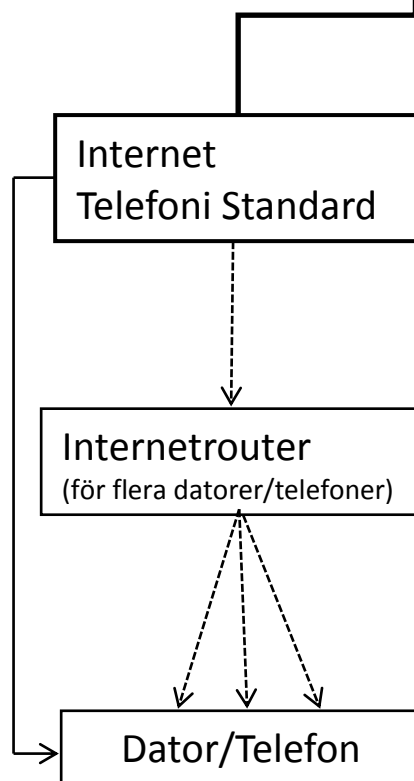 Internet
Telefoni Standard
Internetrouter
(för flera datorer/telefoner)
Dator/Telefon